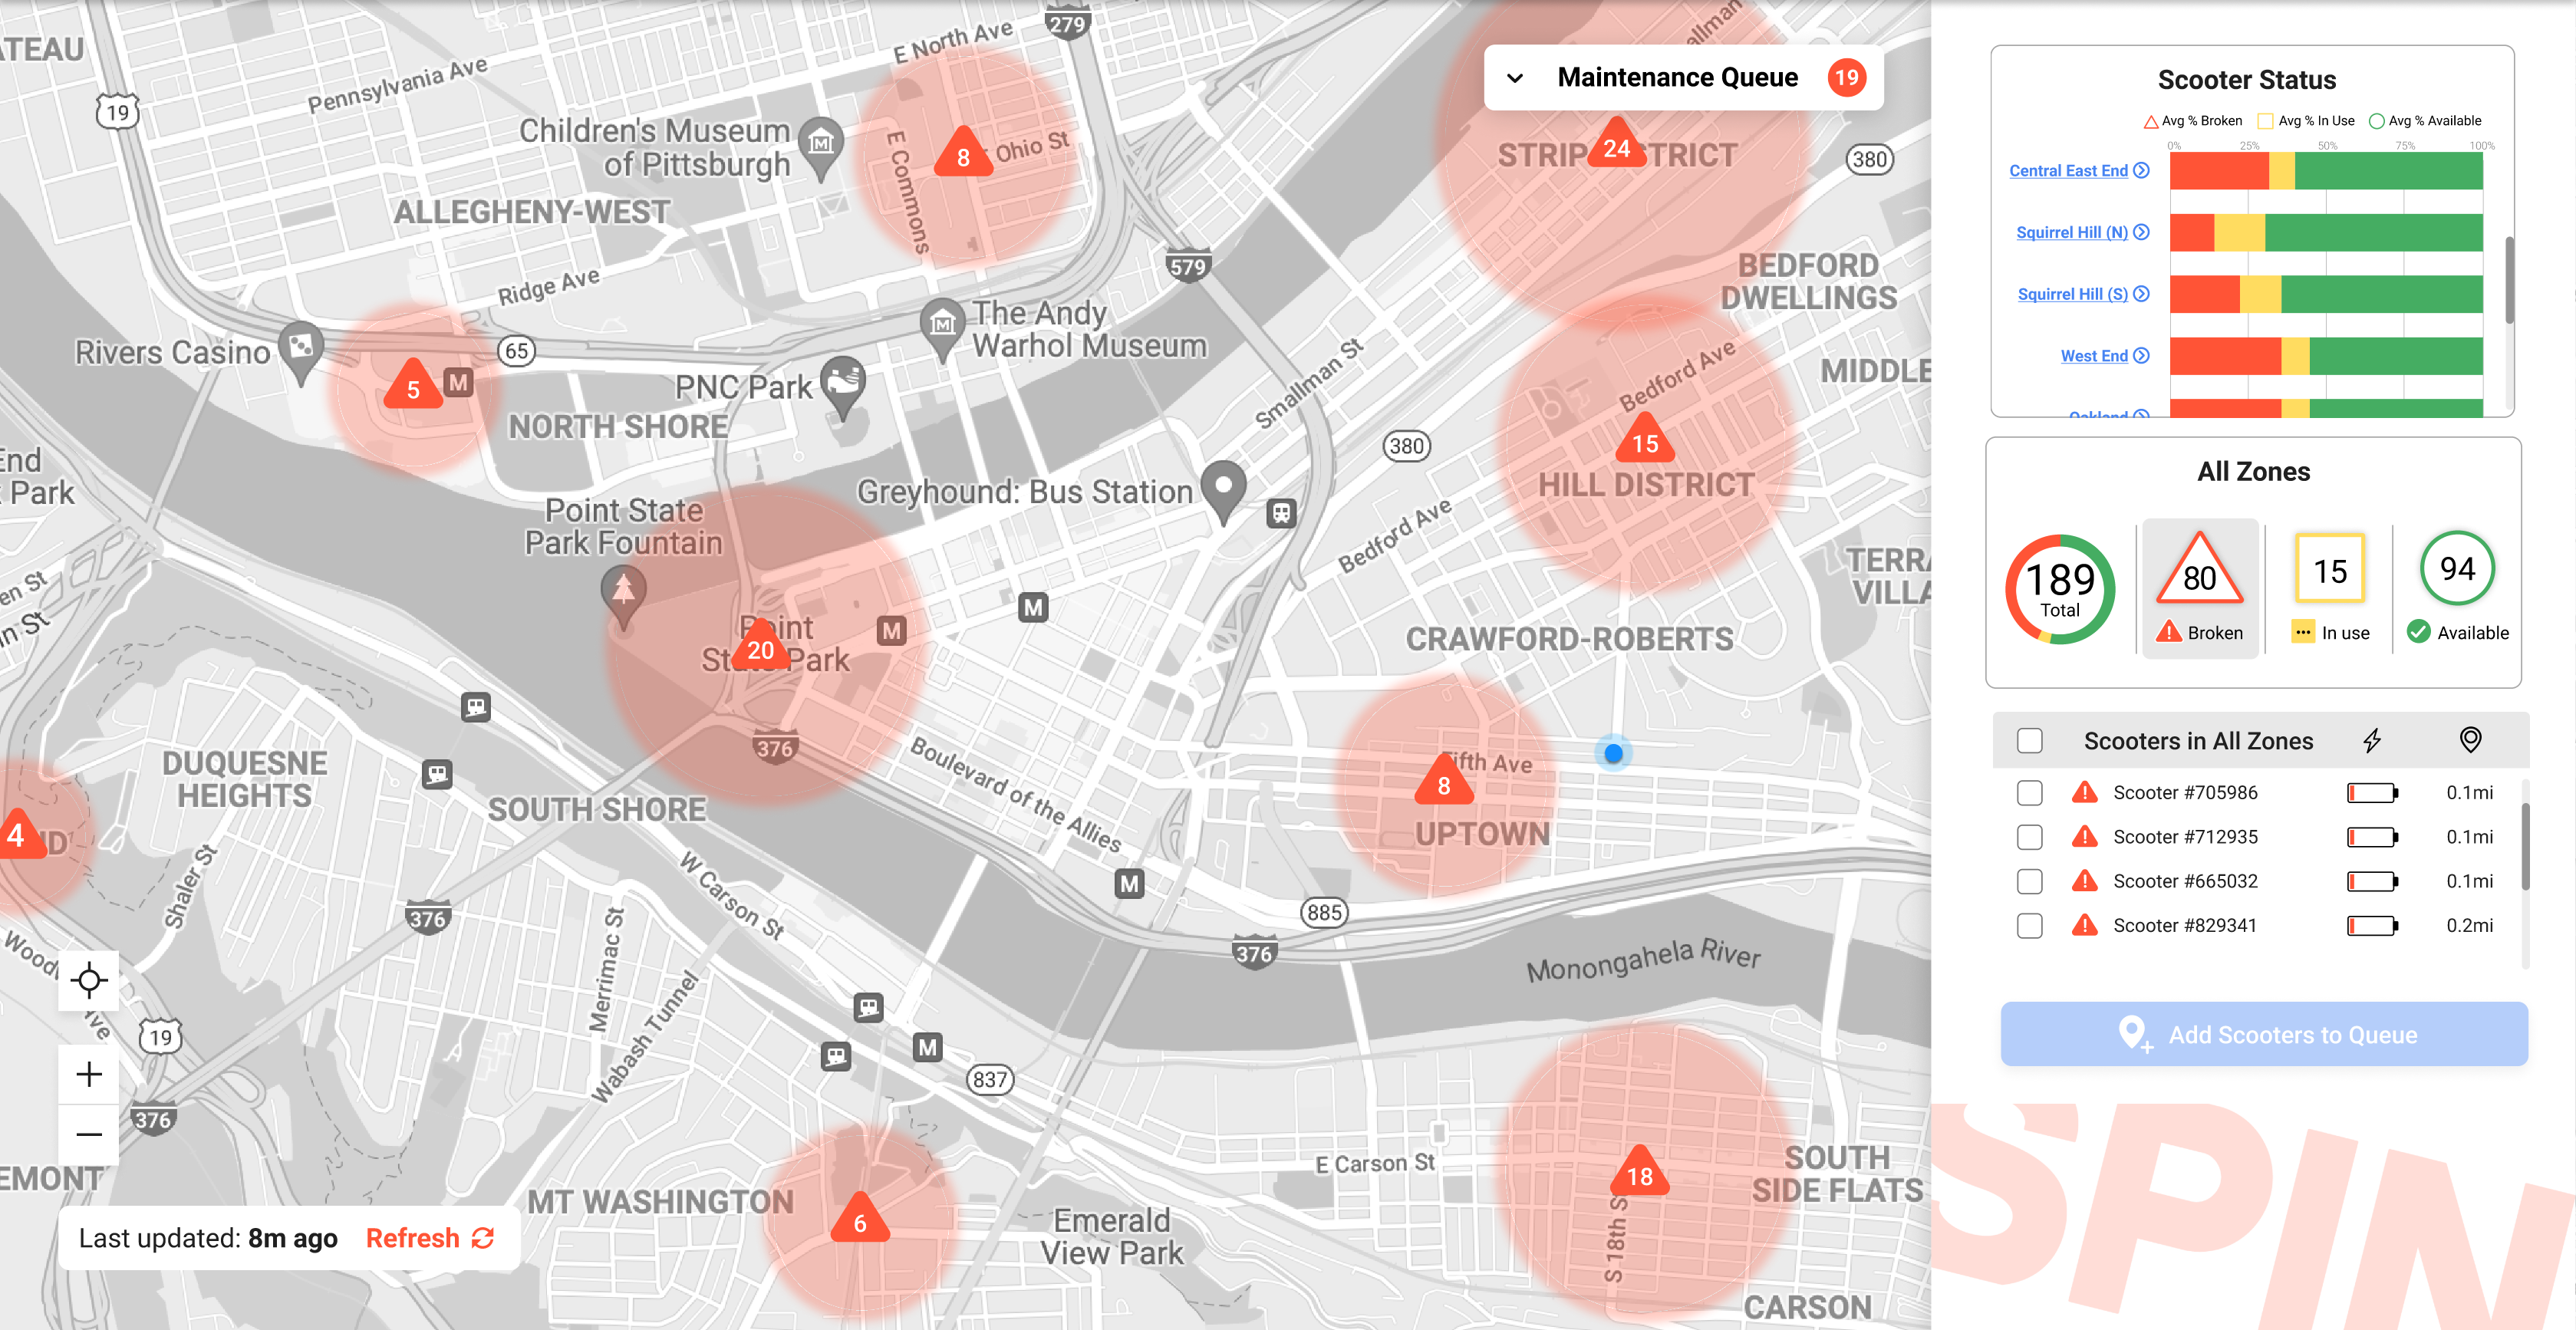 ATEAU
Pennsylvania Ave
19
E North Ave
279
allman
Maintenance Queue
19
Children's Museum
of Pittsburgh
8
E Ohio St
E Commons
24
STRIP DISTRICT
380
ALLEGHENY-WEST
579
BEDFORD
DWELLINGS
Ridge Ave
The Andy
Warhol Museum
Rivers Casino
65
5
M
PNC Park
NORTH SHORE
Smallman St
Bedford Ave
MIDDLE
15
380
HILL DISTRICT
End
Park
Greyhound: Bus Station
Point State
Park Fountain
Bedford Ave
TERRA
VILLA
en St
n St
M
M
Point
State Park
20
CRAWFORD-ROBERTS
376
Boulevard of the Allies
Fifth Ave
8
UPTOWN
DUQUESNE
HEIGHTS
SOUTH SHORE
4
ND
Shaler St
W Carson St
M
376
885
376
Monongahela River
Wood
Ave
Merrimac St
Wabash Tunnel
19
M
837
376
EMONT
E Carson St
18
SOUTH
SIDE FLATS
S 18th S
MT WASHINGTON
6
Emerald
View Park
CARSON
Last updated: 8m ago Refresh
Scooter Status
Avg % Broken Avg % In Use Avg % Available
0% 25% 50% 75% 100%
Central East End
Squirrel Hill (N)
Squirrel Hill (S)
West End
Oakland
All Zones
189
Total
80
Broken
15
In use
94
Available
Scooters in All Zones
Scooter #705986 0.1mi
Scooter #712935 0.1mi
Scooter #665032 0.1mi
Scooter #829341 0.2mi
Add Scooters to Queue
SPIN